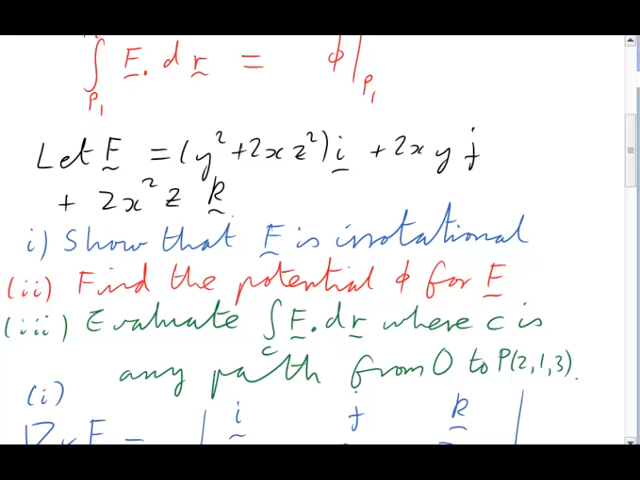 ∫ F . d r = φ |
P₁ P₁
Let F = (y² + 2xz²) i + 2xy j
+ 2x²z k
i) Show that F is irrotational
(ii) Find the potential φ for F
(iii) Evaluate ∫ F . dr where c is
c
any path from O to P(2,1,3).
(i)
i j k
∇ x F =